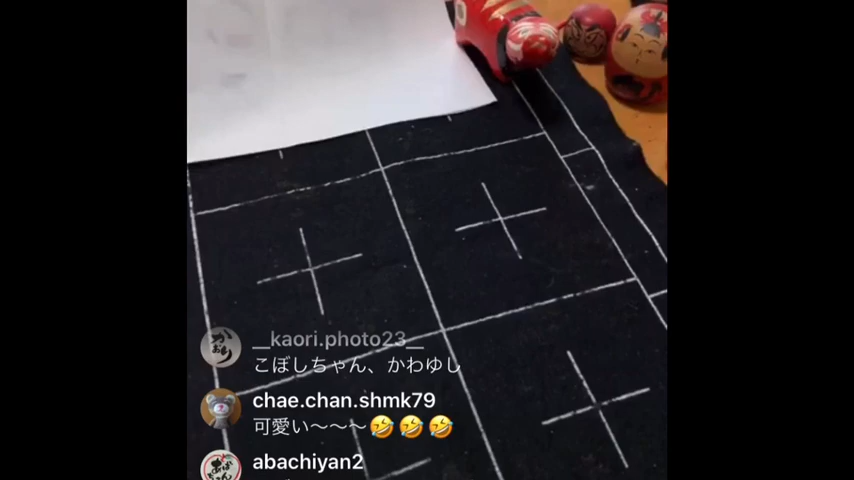 __kaori.photo23__
こぼしちゃん、かわゆし
chae.chan.shmk79
可愛い〜〜〜🤣🤣🤣
abachiyan2